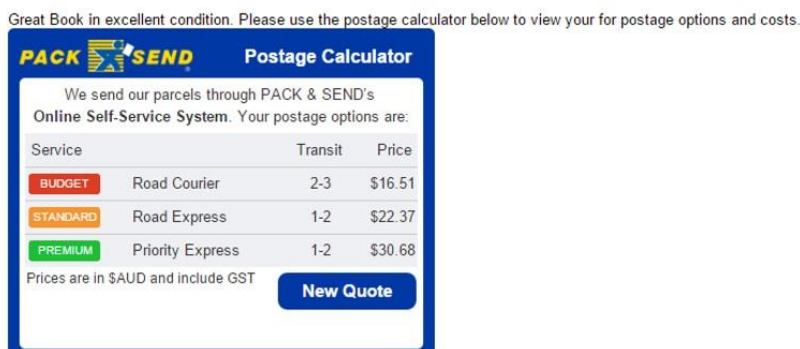 Great Book in excellent condition. Please use the postage calculator below to view your for postage options and costs.
PACK SEND Postage Calculator
We send our parcels through PACK & SEND's
Online Self-Service System. Your postage options are:
Service Transit Price
BUDGET Road Courier 2-3 $16.51
STANDARD Road Express 1-2 $22.37
PREMIUM Priority Express 1-2 $30.68
Prices are in $AUD and include GST
New Quote